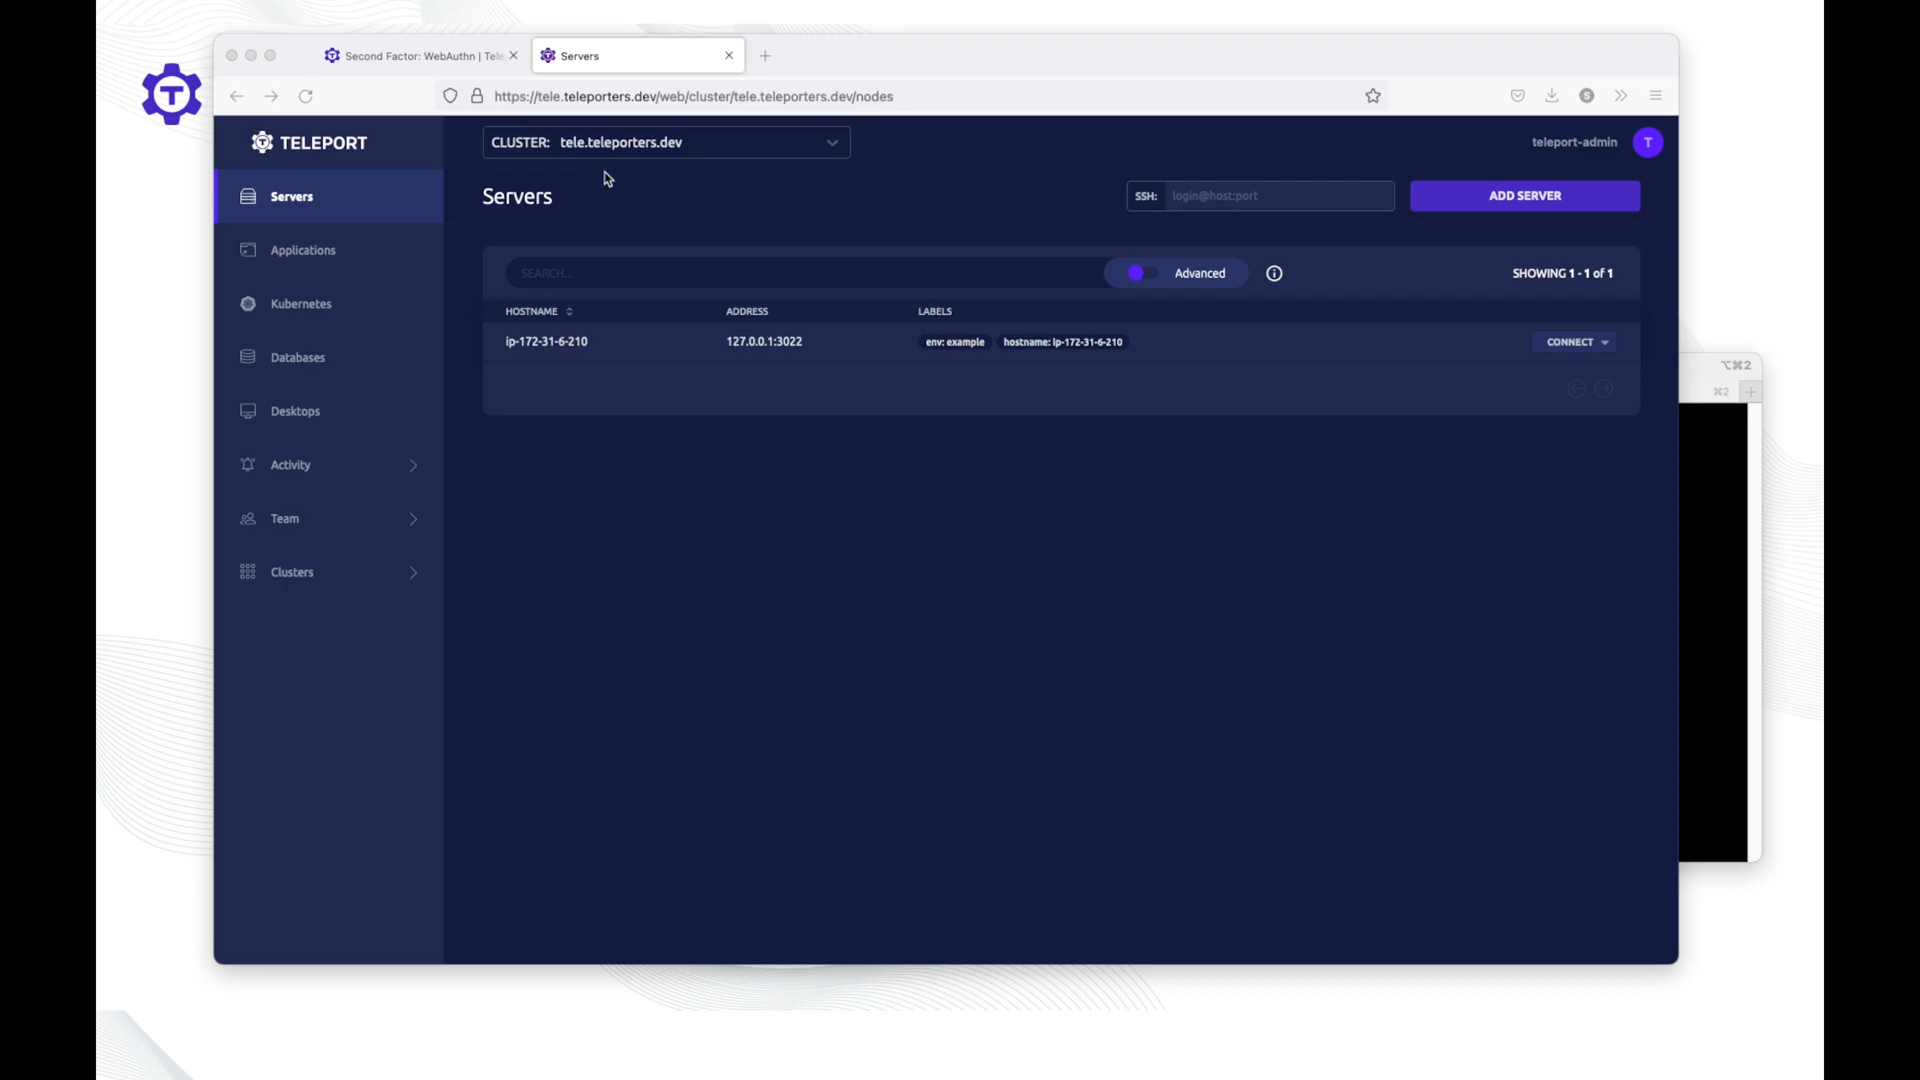 Second Factor: WebAuthn | Tele
Servers
https://tele.teleporters.dev/web/cluster/tele.teleporters.dev/nodes
S
T
TELEPORT
CLUSTER: tele.teleporters.dev
teleport-admin
T
Servers
Applications
Kubernetes
Databases
Desktops
Activity
Team
Clusters
Servers
SSH: login@host:port
ADD SERVER
SEARCH...
Advanced
SHOWING 1 - 1 of 1
HOSTNAME ADDRESS LABELS
ip-172-31-6-210 127.0.0.1:3022 env: example hostname: ip-172-31-6-210 CONNECT
⌥⌘2
⌘2